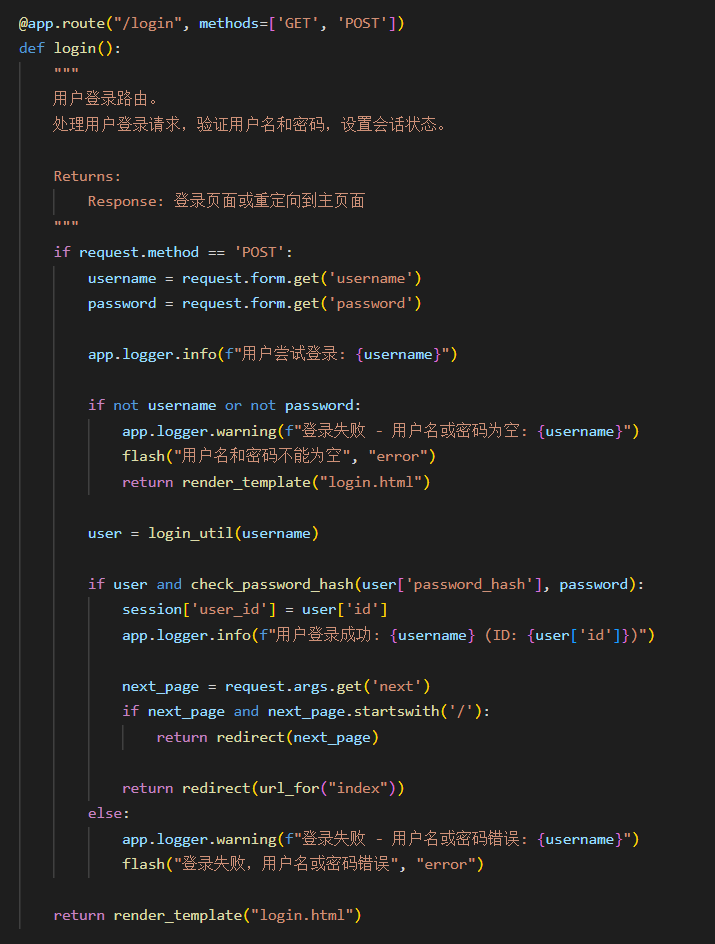 @app.route("/login", methods=['GET', 'POST'])
def login():
    """
    用户登录路由。
    处理用户登录请求，验证用户名和密码，设置会话状态。

    Returns:
        Response: 登录页面或重定向到主页面
    """
    if request.method == 'POST':
        username = request.form.get('username')
        password = request.form.get('password')

        app.logger.info(f"用户尝试登录: {username}")

        if not username or not password:
            app.logger.warning(f"登录失败 - 用户名或密码为空: {username}")
            flash("用户名和密码不能为空", "error")
            return render_template("login.html")

        user = login_util(username)

        if user and check_password_hash(user['password_hash'], password):
            session['user_id'] = user['id']
            app.logger.info(f"用户登录成功: {username} (ID: {user['id']})")

            next_page = request.args.get('next')
            if next_page and next_page.startswith('/'):
                return redirect(next_page)

            return redirect(url_for("index"))
        else:
            app.logger.warning(f"登录失败 - 用户名或密码错误: {username}")
            flash("登录失败，用户名或密码错误", "error")

    return render_template("login.html")